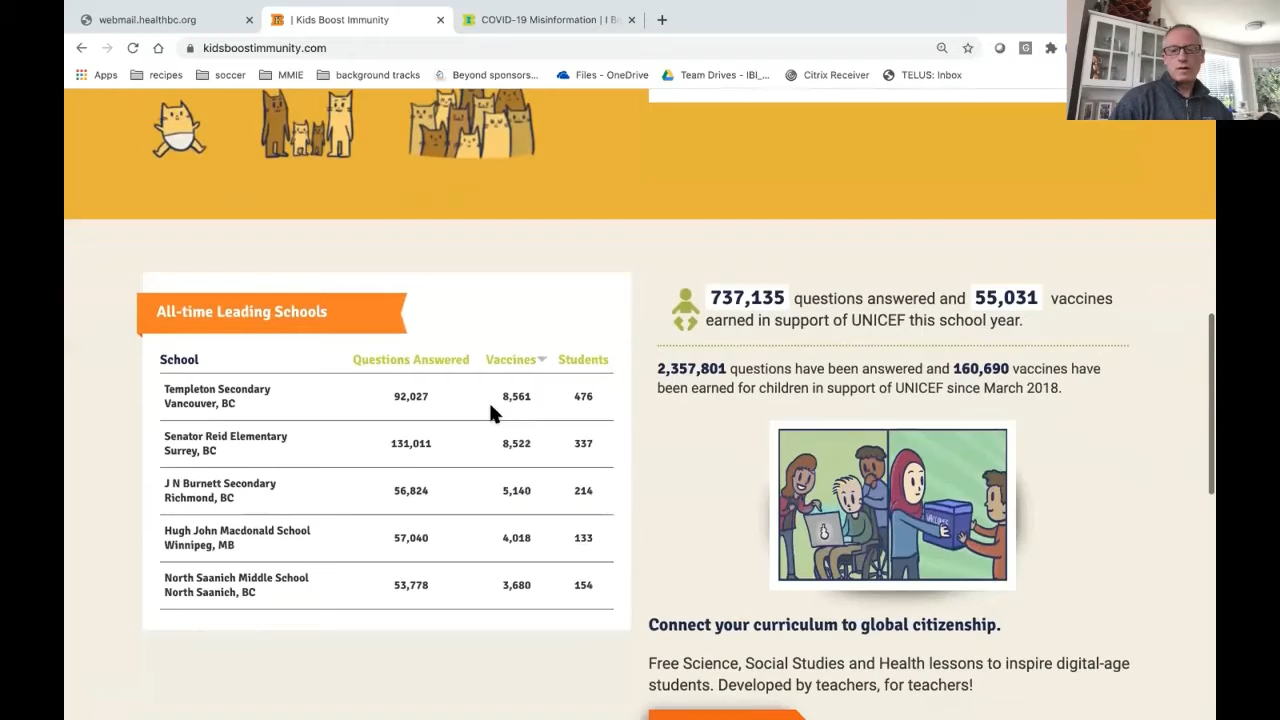 webmail.healthbc.org
| Kids Boost Immunity
COVID-19 Misinformation | I B
kidsboostimmunity.com
Apps
recipes
soccer
MMIE
background tracks
Beyond sponsors...
Files - OneDrive
Team Drives - IBI_...
Citrix Receiver
TELUS: Webmail
All-time Leading Schools
School Questions Answered Vaccines Students
Templeton Secondary
Vancouver, BC
92,027 8,561 476
Senator Reid Elementary
Surrey, BC
131,011 8,522 337
J N Burnett Secondary
Richmond, BC
56,824 5,140 214
Hugh John Macdonald School
Winnipeg, MB
57,040 4,018 133
North Saanich Middle School
North Saanich, BC
53,778 3,680 154
737,135 questions answered and 55,031 vaccines
earned in support of UNICEF this school year.
2,357,801 questions have been answered and 160,690 vaccines have
been earned for children in support of UNICEF since March 2018.
VACCINES
Connect your curriculum to global citizenship.
Free Science, Social Studies and Health lessons to inspire digital-age
students. Developed by teachers, for teachers!